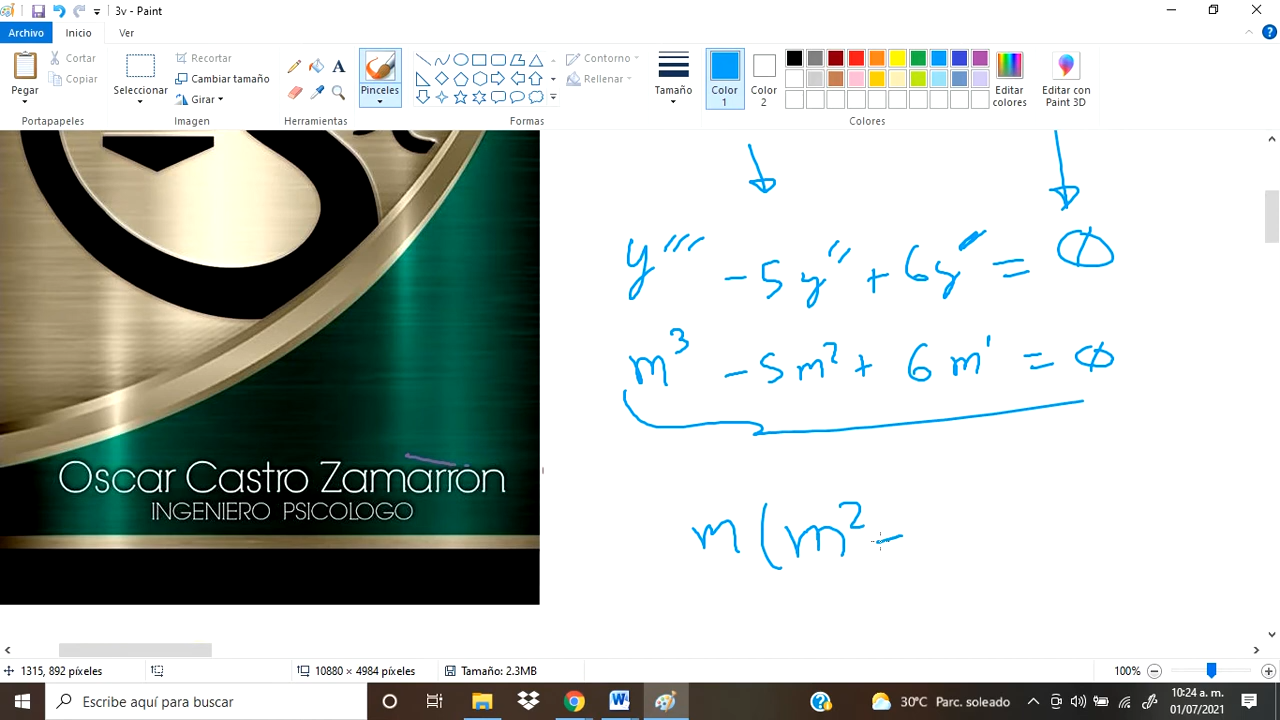 3v - Paint
Archivo Inicio Ver
Pegar
Cortar
Copiar
Portapapeles
Seleccionar
Recortar
Cambiar tamaño
Girar
Imagen
Herramientas
Pinceles
Formas
Contorno
Rellenar
Tamaño
Color 1
Color 2
Colores
Editar colores
Editar con Paint 3D
y''' - 5y'' + 6y' = 0
m³ - 5m² + 6m' = 0
m(m² -
Oscar Castro Zamarron
INGENIERO PSICOLOGO
1315, 892 píxeles
10880 × 4984 píxeles
Tamaño: 2.3MB
100%
Escribe aquí para buscar
30°C Parc. soleado
10:24 a. m.
01/07/2021